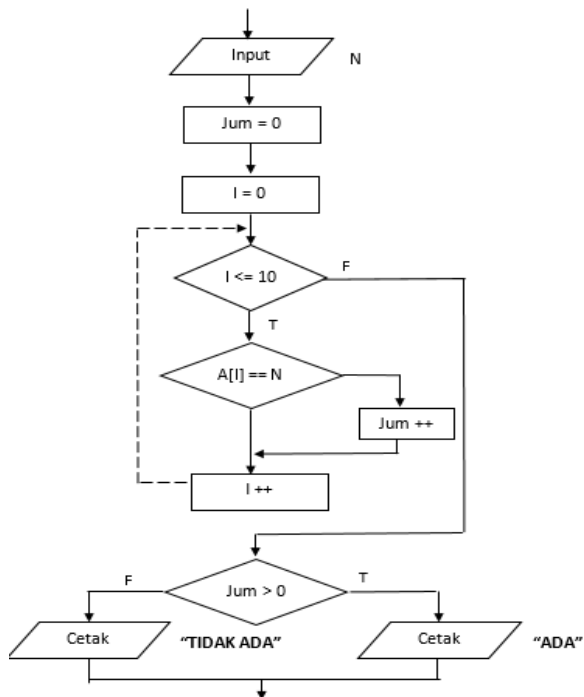 Input N
Jum = 0
I = 0
I <= 10 F
T
A[I] == N
Jum ++
I ++
F Jum > 0 T
Cetak "TIDAK ADA" Cetak "ADA"